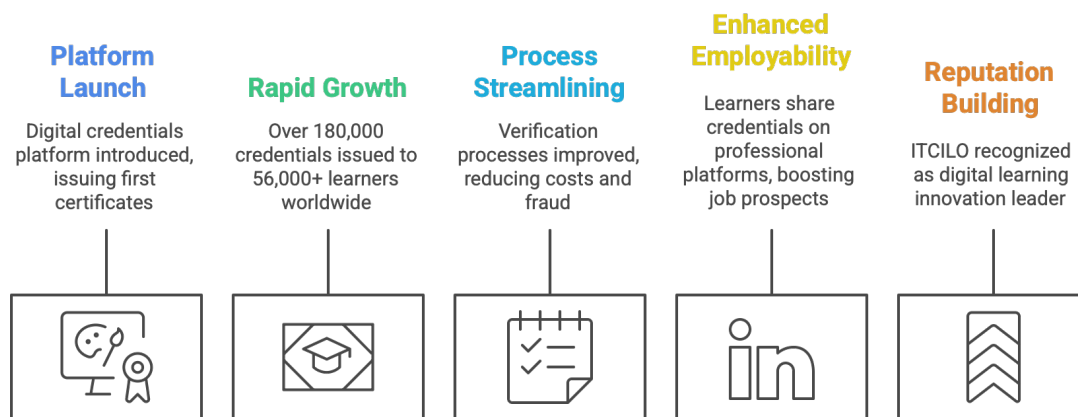 Platform
Launch
Digital credentials
platform introduced,
issuing first
certificates
Rapid Growth
Over 180,000
credentials issued to
56,000+ learners
worldwide
Process
Streamlining
Verification
processes improved,
reducing costs and
fraud
Enhanced
Employability
Learners share
credentials on
professional
platforms, boosting
job prospects
Reputation
Building
ITCILO recognized
as digital learning
innovation leader
in